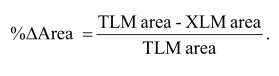 %ΔArea = (TLM area - XLM area) / TLM area .